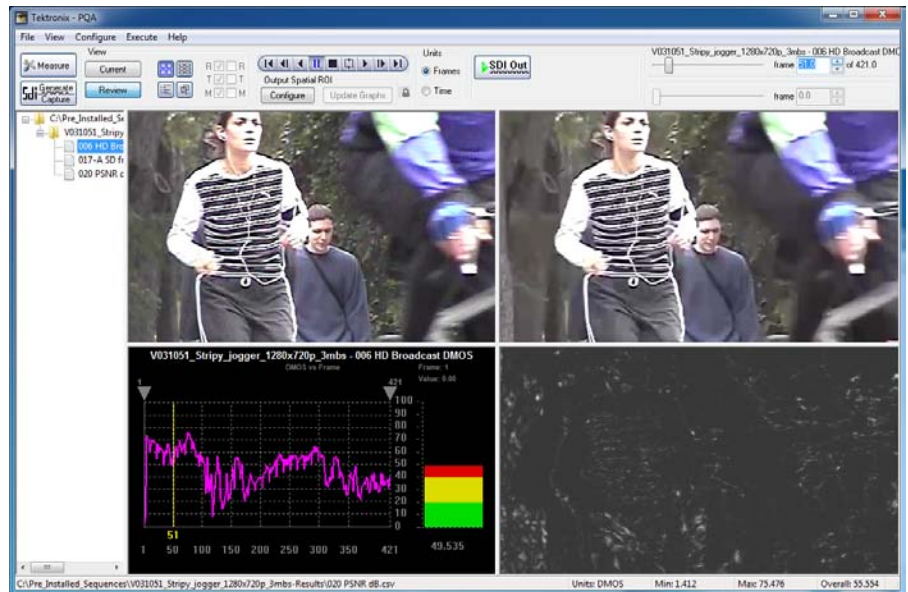 Tektronix - PQA
File View Configure Execute Help
Measure
Sdi Generate Capture
View
Current
Review
R R
T T
M M
Output Spatial ROI
Configure
Update Graphs
Units
Frames
Time
SDI Out
V031051_Stripy_jogger_1280x720p_3mbs - 006 HD Broadcast DMO
frame 51.0 of 421.0
frame 0.0
C:\Pre_Installed_Se
V031051_Stripy
006 HD Bro
017-A SD fr
020 PSNR d
V031051_Stripy_jogger_1280x720p_3mbs - 006 HD Broadcast DMOS
DMOS vs Frame
Frame: 1
Value: 0.00
1
421
100
90
80
70
60
50
40
30
20
10
0
51
1 50 100 150 200 250 300 350 421
49.535
C:\Pre_Installed_Sequences\V031051_Stripy_jogger_1280x720p_3mbs-Results\020 PSNR dB.csv
Units: DMOS
Min: 1.412
Max: 75.476
Overall: 55.554